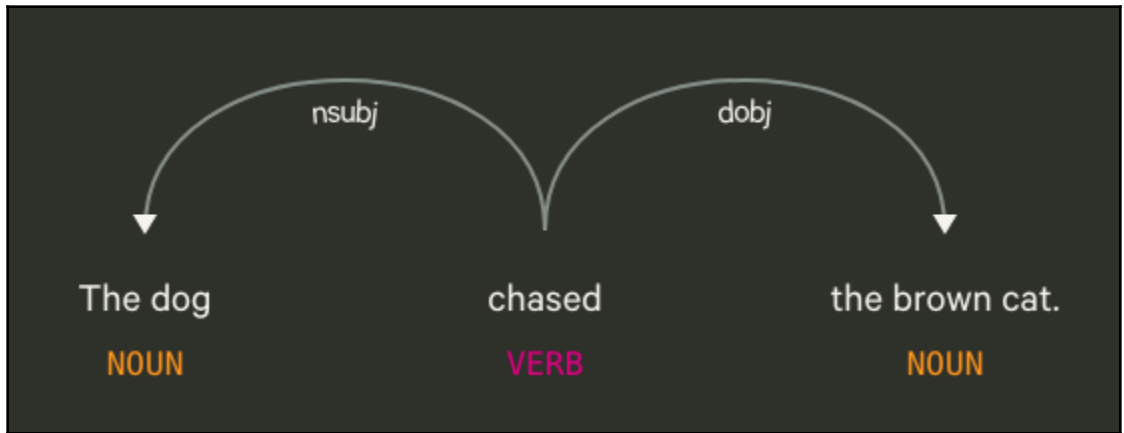 nsubj dobj
The dog chased the brown cat.
NOUN VERB NOUN